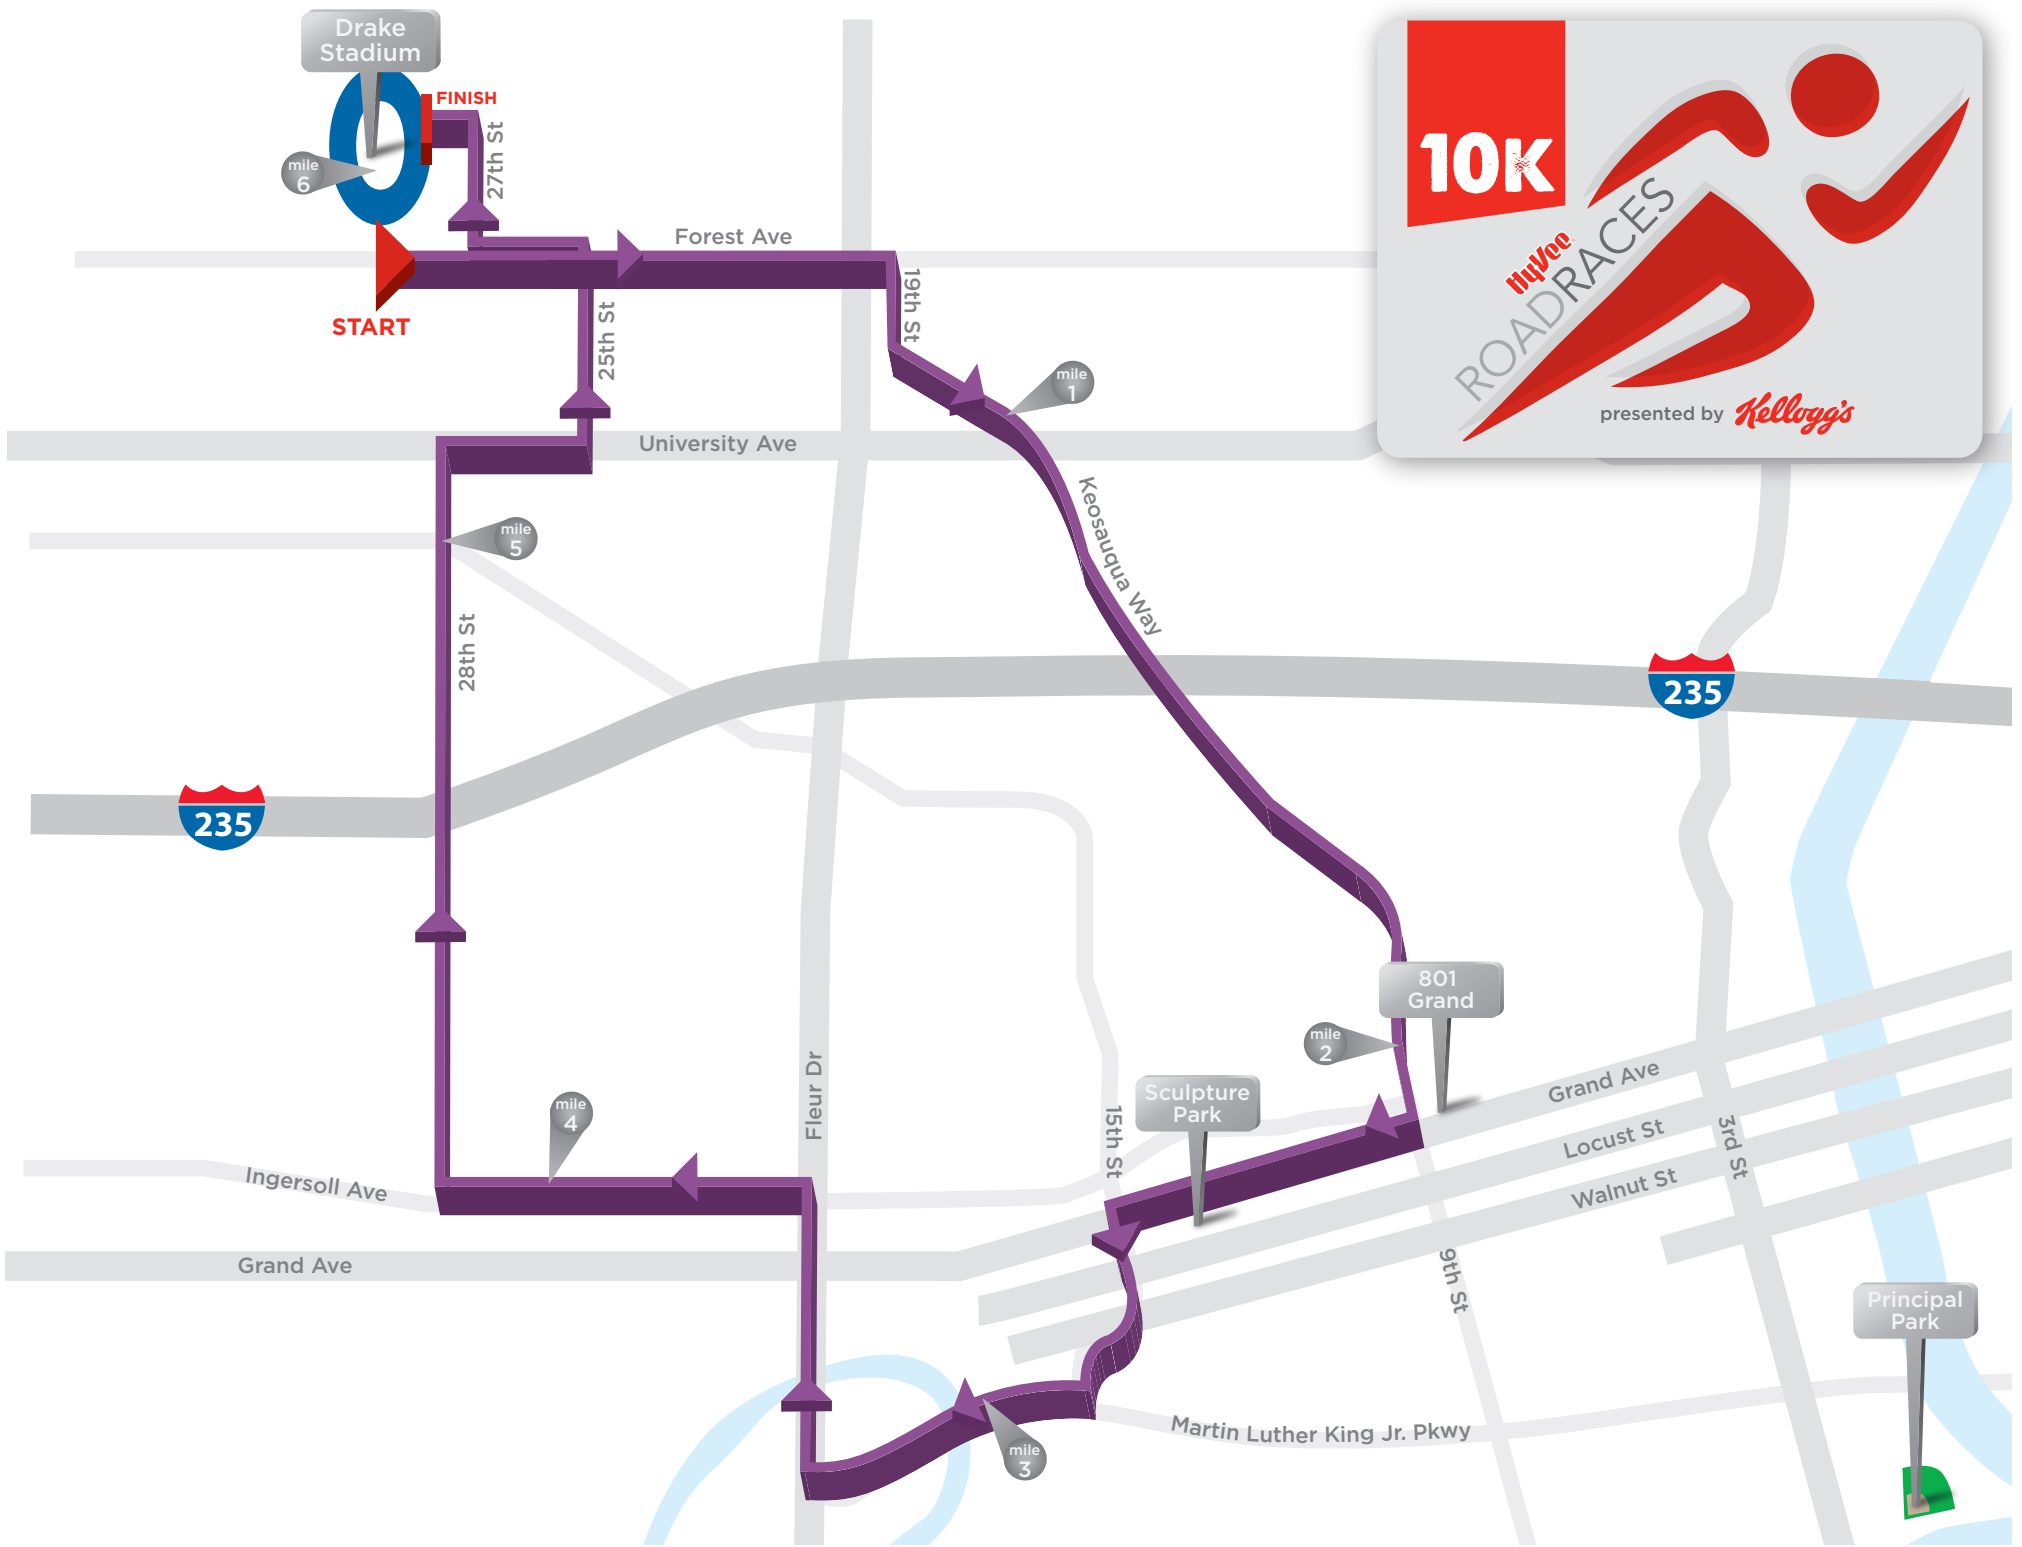 Drake
Stadium
FINISH
27th St
mile
6
START
Forest Ave
19th St
25th St
mile
1
University Ave
10K
HyVee
ROADRACES
presented by Kellogg's
Keosauqua Way
mile
5
28th St
235
235
801
Grand
mile
2
Sculpture
Park
Grand Ave
Locust St
Walnut St
3rd St
15th St
Fleur Dr
mile
4
Ingersoll Ave
Grand Ave
9th St
Principal
Park
Martin Luther King Jr. Pkwy
mile
3